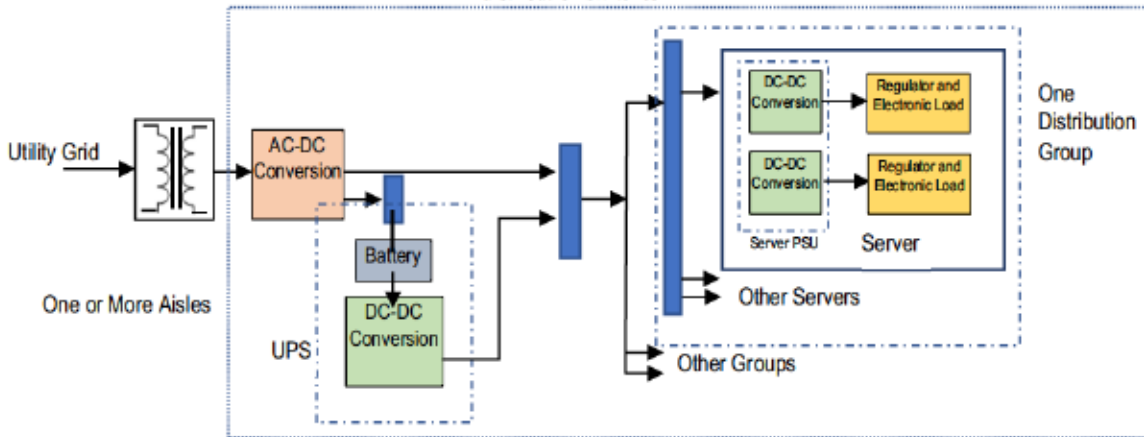 Utility Grid
AC-DC
Conversion
Battery
DC-DC
Conversion
UPS
One or More Aisles
DC-DC
Conversion
Regulator and
Electronic Load
DC-DC
Conversion
Regulator and
Electronic Load
Server PSU
Server
One
Distribution
Group
Other Servers
Other Groups